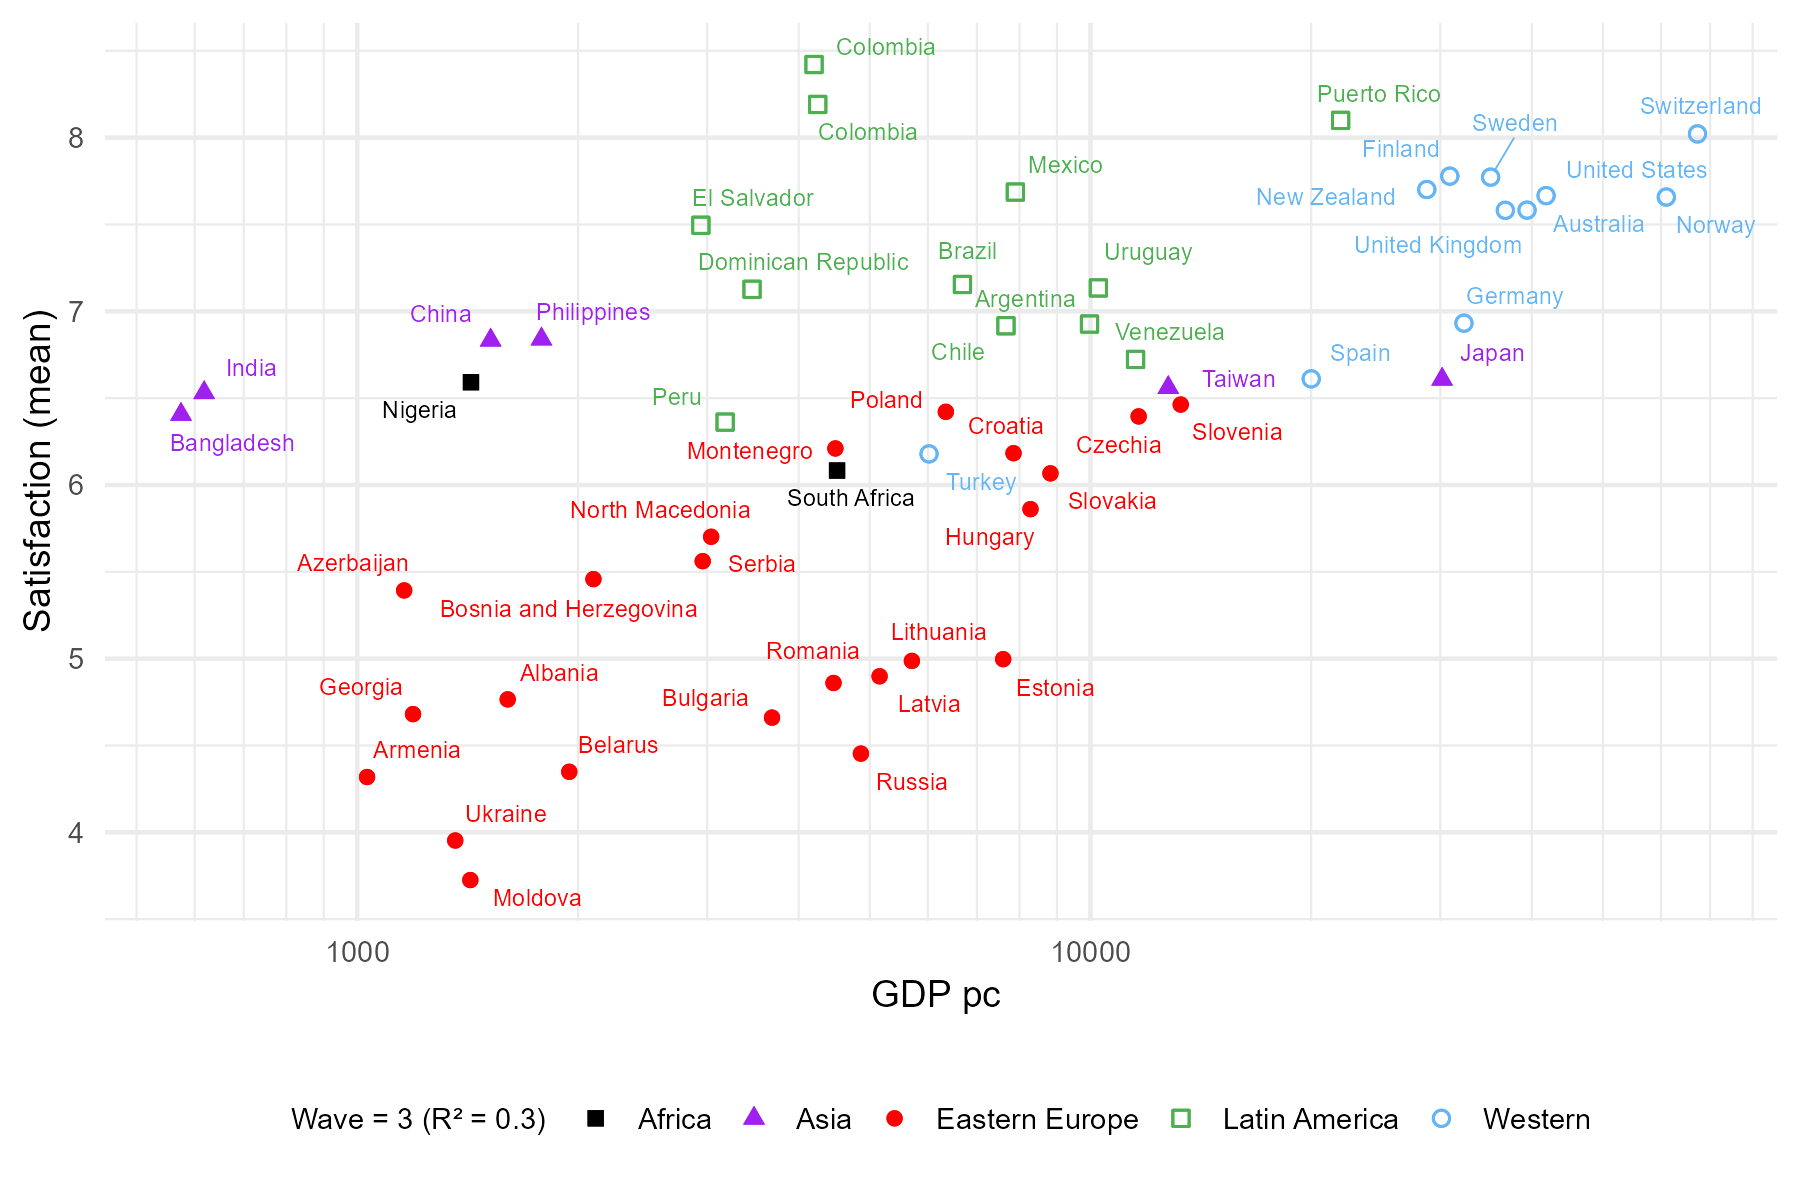 Colombia
Colombia
Puerto Rico
Switzerland
Sweden
Finland
Mexico
United States
New Zealand
El Salvador
Australia
Norway
United Kingdom
Brazil
Uruguay
Dominican Republic
Argentina
Germany
China
Philippines
Venezuela
Chile
Spain
Japan
India
Taiwan
Peru
Nigeria
Poland
Croatia
Slovenia
Bangladesh
Montenegro
Czechia
Turkey
South Africa
Slovakia
North Macedonia
Hungary
Azerbaijan
Serbia
Bosnia and Herzegovina
Lithuania
Romania
Albania
Georgia
Estonia
Bulgaria
Latvia
Belarus
Armenia
Russia
Ukraine
Moldova
8
7
6
5
4
Satisfaction (mean)
1000 10000
GDP pc
Wave = 3 (R² = 0.3) Africa Asia Eastern Europe Latin America Western